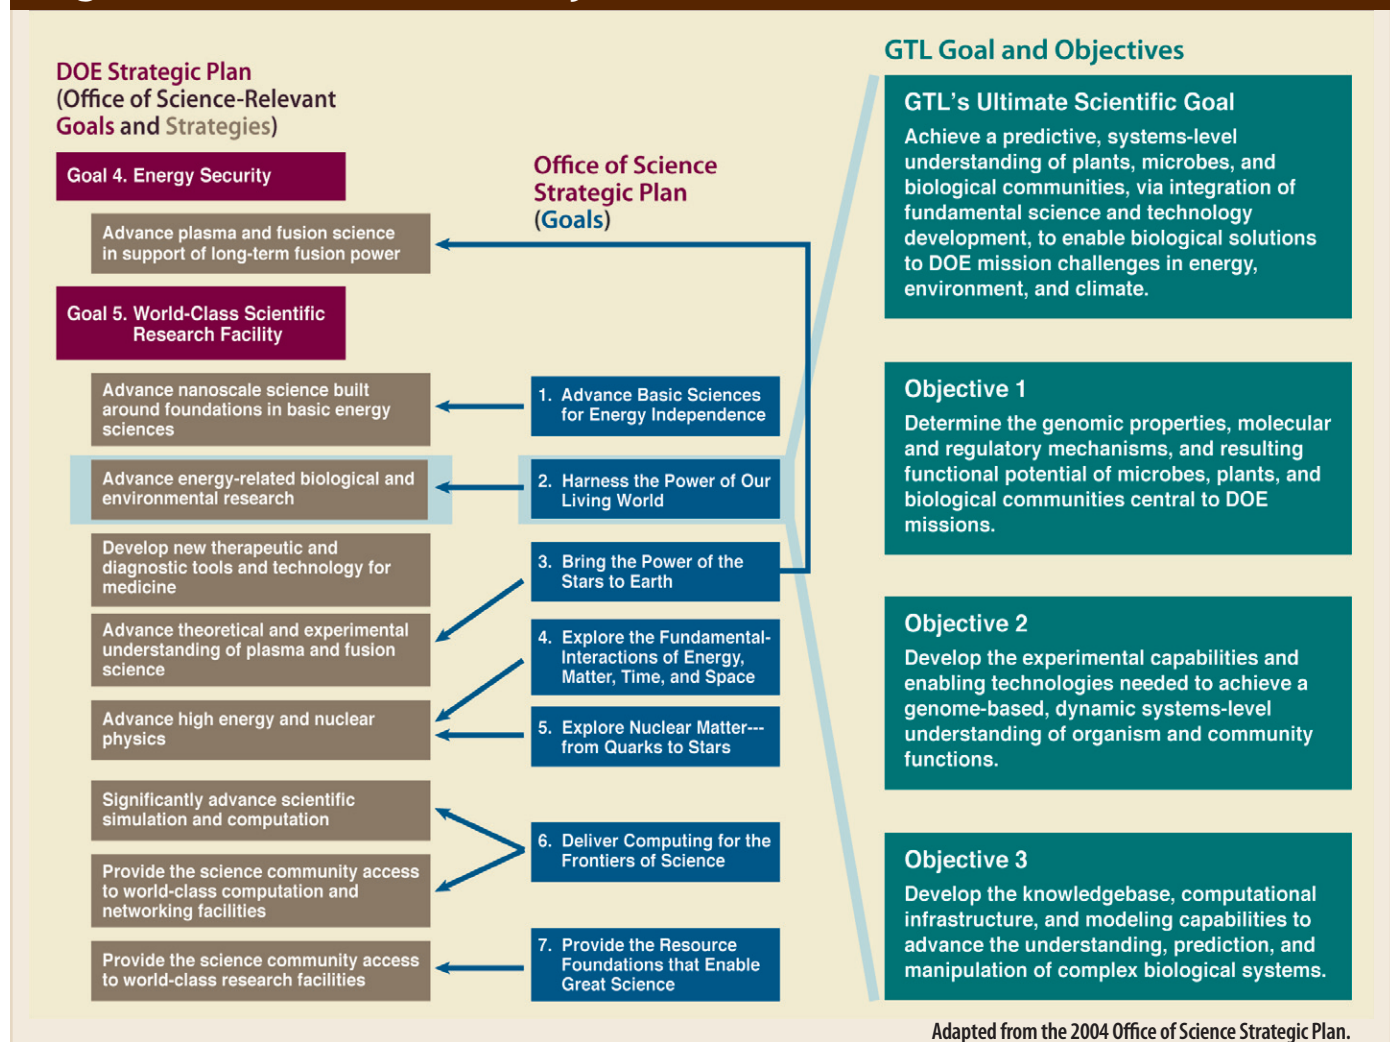 DOE Strategic Plan
(Office of Science-Relevant
Goals and Strategies)
Goal 4. Energy Security
Advance plasma and fusion science
in support of long-term fusion power
Goal 5. World-Class Scientific
Research Facility
Advance nanoscale science built
around foundations in basic energy
sciences
Advance energy-related biological and
environmental research
Develop new therapeutic and
diagnostic tools and technology for
medicine
Advance theoretical and experimental
understanding of plasma and fusion
science
Advance high energy and nuclear
physics
Significantly advance scientific
simulation and computation
Provide the science community access
to world-class computation and
networking facilities
Provide the science community access
to world-class research facilities
Office of Science
Strategic Plan
(Goals)
1. Advance Basic Sciences
for Energy Independence
2. Harness the Power of Our
Living World
3. Bring the Power of the
Stars to Earth
4. Explore the Fundamental-
Interactions of Energy,
Matter, Time, and Space
5. Explore Nuclear Matter---
from Quarks to Stars
6. Deliver Computing for the
Frontiers of Science
7. Provide the Resource
Foundations that Enable
Great Science
GTL Goal and Objectives
GTL's Ultimate Scientific Goal
Achieve a predictive, systems-level
understanding of plants, microbes, and
biological communities, via integration of
fundamental science and technology
development, to enable biological solutions
to DOE mission challenges in energy,
environment, and climate.
Objective 1
Determine the genomic properties, molecular
and regulatory mechanisms, and resulting
functional potential of microbes, plants, and
biological communities central to DOE
missions.
Objective 2
Develop the experimental capabilities and
enabling technologies needed to achieve a
genome-based, dynamic systems-level
understanding of organism and community
functions.
Objective 3
Develop the knowledgebase, computational
infrastructure, and modeling capabilities to
advance the understanding, prediction, and
manipulation of complex biological systems.
Adapted from the 2004 Office of Science Strategic Plan.